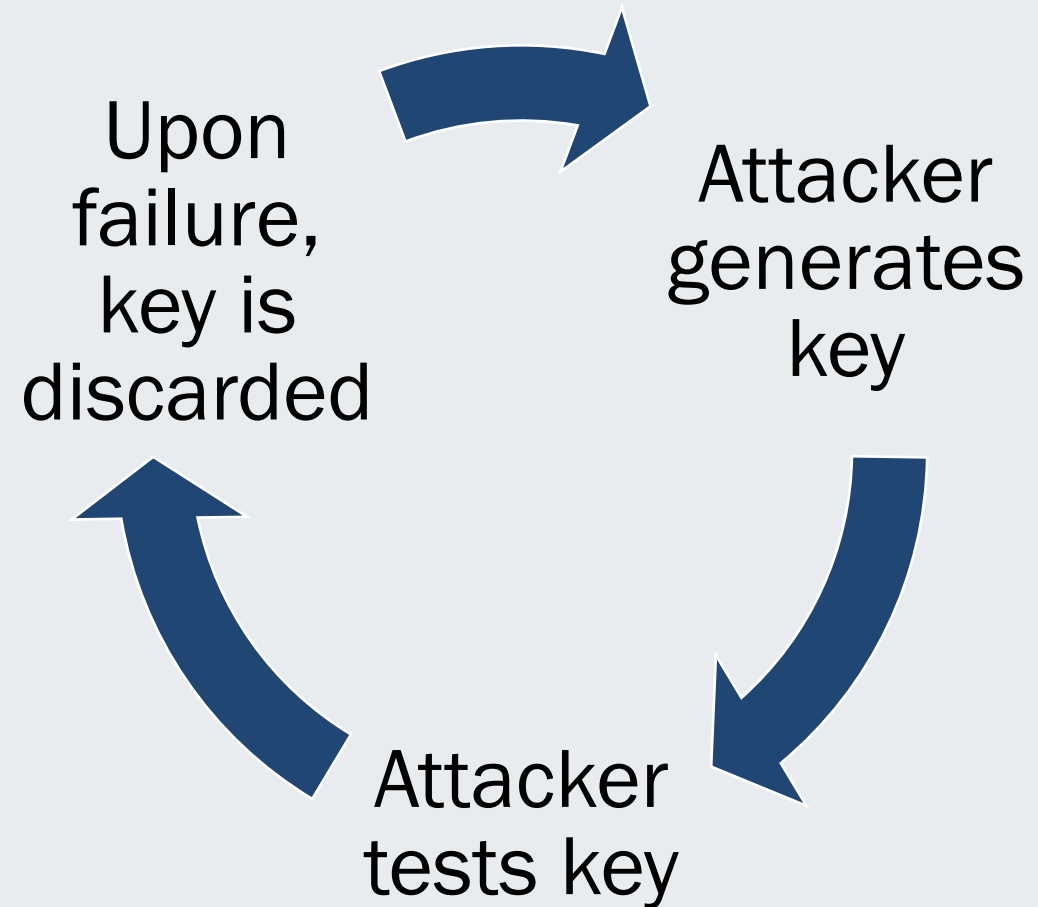 Upon
failure,
key is
discarded
Attacker
generates
key
Attacker
tests key